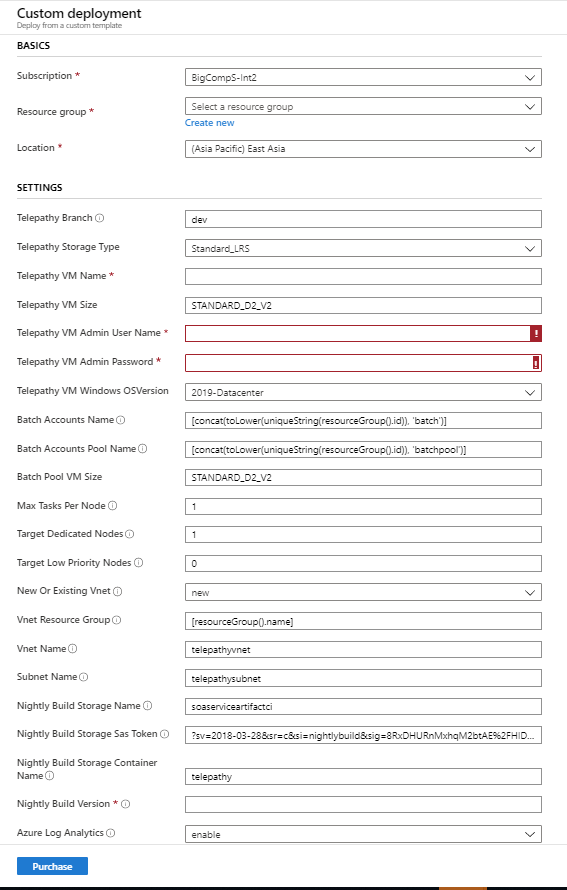 Custom deployment
Deploy from a custom template
BASICS
Subscription *
BigCompS-Int2
Resource group *
Select a resource group
Create new
Location *
(Asia Pacific) East Asia
SETTINGS
Telepathy Branch
dev
Telepathy Storage Type
Standard_LRS
Telepathy VM Name *
Telepathy VM Size
STANDARD_D2_V2
Telepathy VM Admin User Name *
!
Telepathy VM Admin Password *
!
Telepathy VM Windows OSVersion
2019-Datacenter
Batch Accounts Name
[concat(toLower(uniqueString(resourceGroup().id)), 'batch')]
Batch Accounts Pool Name
[concat(toLower(uniqueString(resourceGroup().id)), 'batchpool')]
Batch Pool VM Size
STANDARD_D2_V2
Max Tasks Per Node
1
Target Dedicated Nodes
1
Target Low Priority Nodes
0
New Or Existing Vnet
new
Vnet Resource Group
[resourceGroup().name]
Vnet Name
telepathyvnet
Subnet Name
telepathysubnet
Nightly Build Storage Name
soaserviceartifactci
Nightly Build Storage Sas Token
?sv=2018-03-28&sr=c&si=nightlybuild&sig=8RxDHURnMxhqM2btAE%2FHID...
Nightly Build Storage Container
Name
telepathy
Nightly Build Version *
Azure Log Analytics
enable
Purchase